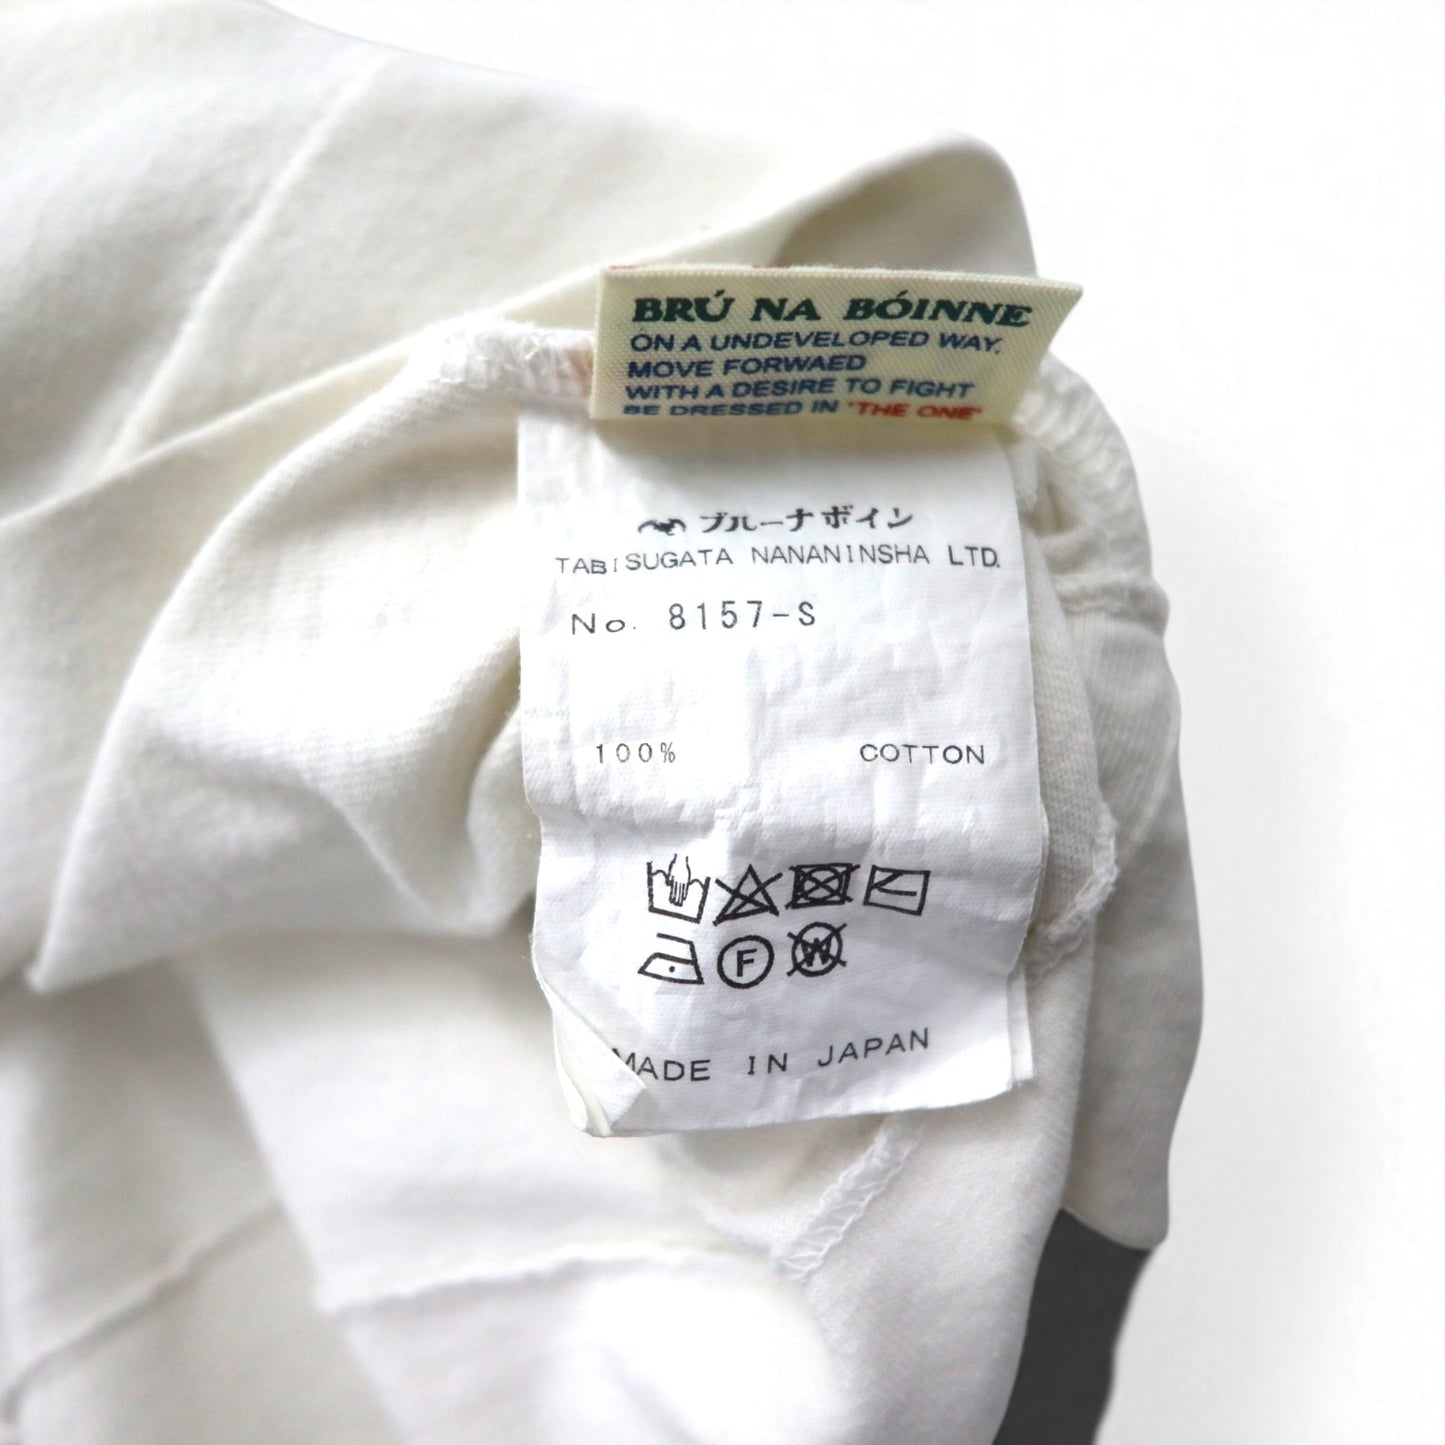 BRÚ NA BÓINNE
ON A UNDEVELOPED WAY,
MOVE FORWAED
WITH A DESIRE TO FIGHT
BE DRESSED IN "THE ONE"
ブルーナボイン
TABISUGATA NANANINSHA LTD.
No. 8157-S
100% COTTON
F W
MADE IN JAPAN